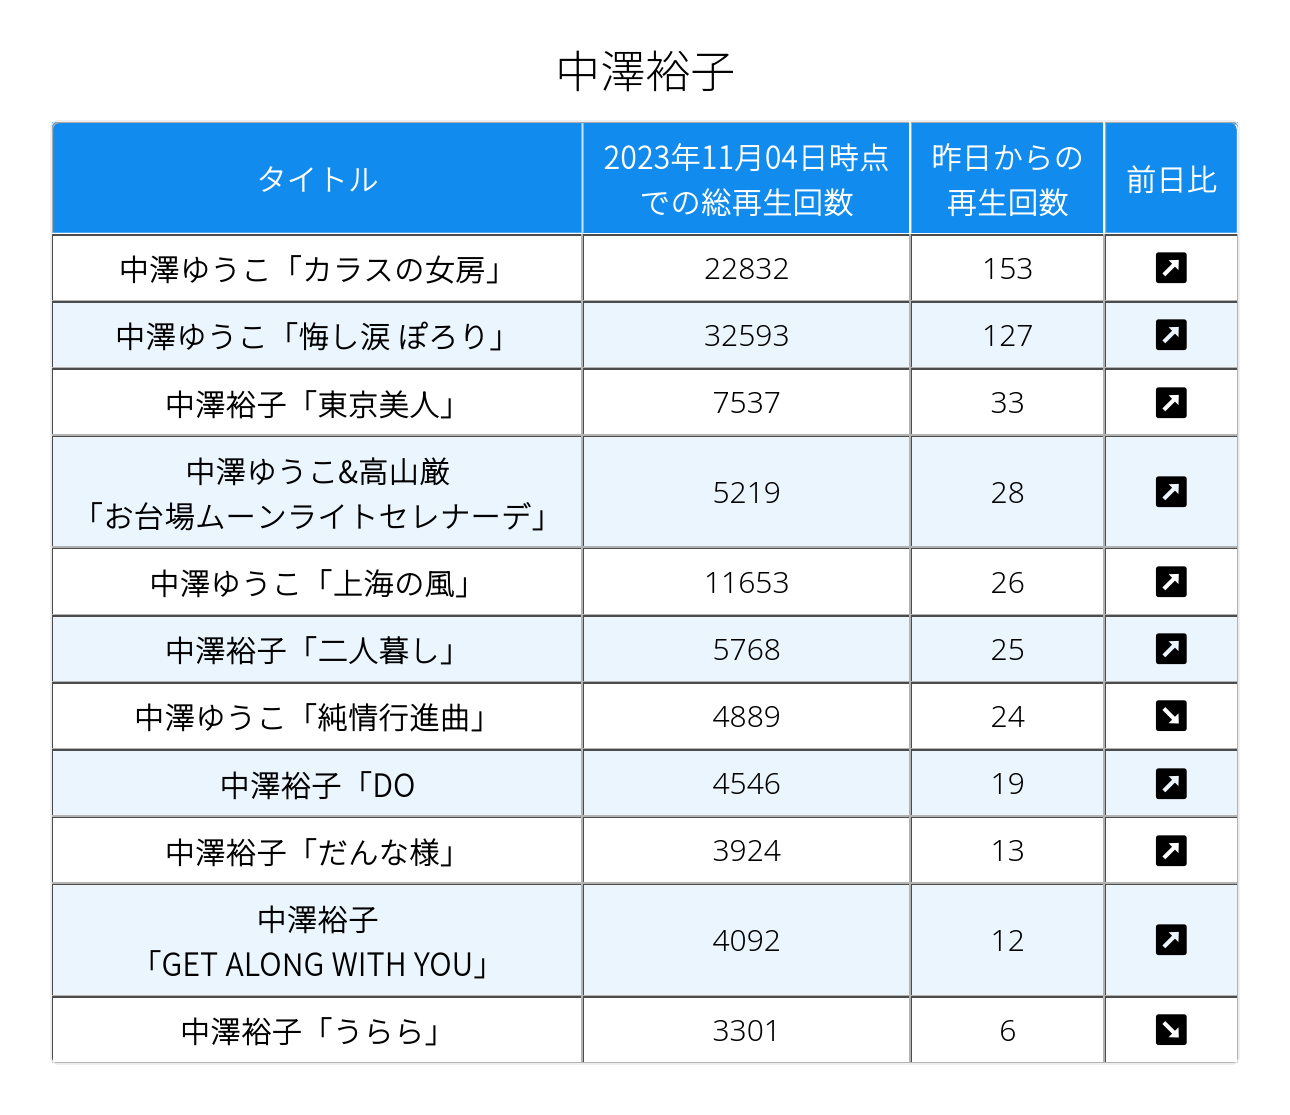 中澤裕子
タイトル
2023年11月04日時点
での総再生回数
昨日からの
再生回数
前日比
中澤ゆうこ「カラスの女房」 22832 153 ↗
中澤ゆうこ「悔し涙 ぽろり」 32593 127 ↗
中澤裕子「東京美人」 7537 33 ↗
中澤ゆうこ&高山厳
「お台場ムーンライトセレナーデ」 5219 28 ↗
中澤ゆうこ「上海の風」 11653 26 ↗
中澤裕子「二人暮し」 5768 25 ↗
中澤ゆうこ「純情行進曲」 4889 24 ↘
中澤裕子「DO 4546 19 ↗
中澤裕子「だんな様」 3924 13 ↗
中澤裕子
「GET ALONG WITH YOU」 4092 12 ↗
中澤裕子「うらら」 3301 6 ↘